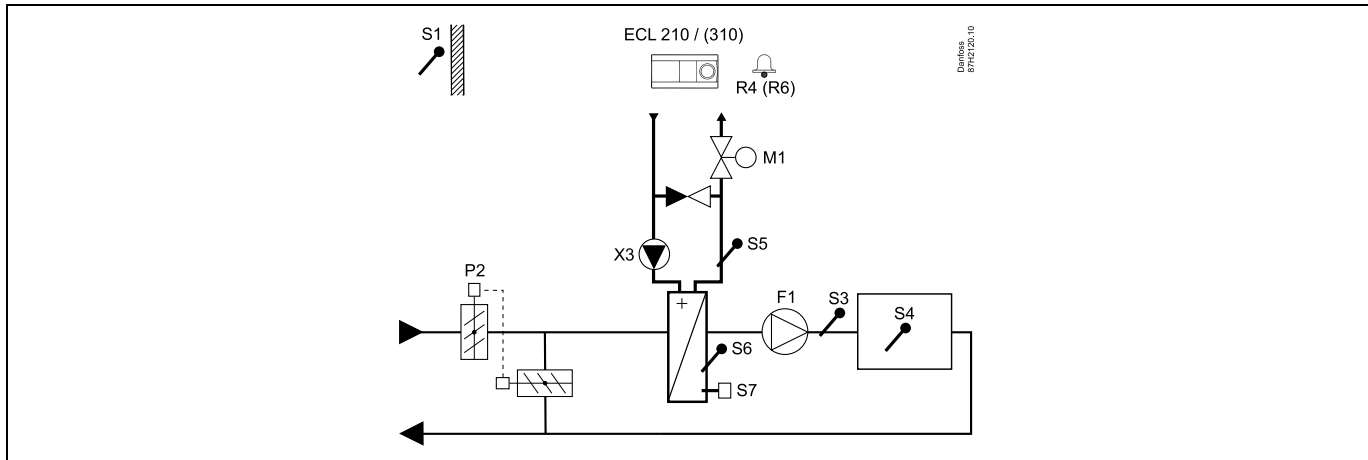 S1
ECL 210 / (310)
Danfoss
87H2120.10
R4 (R6)
M1
X3
S5
P2
F1
S3
S4
+
S6
S7